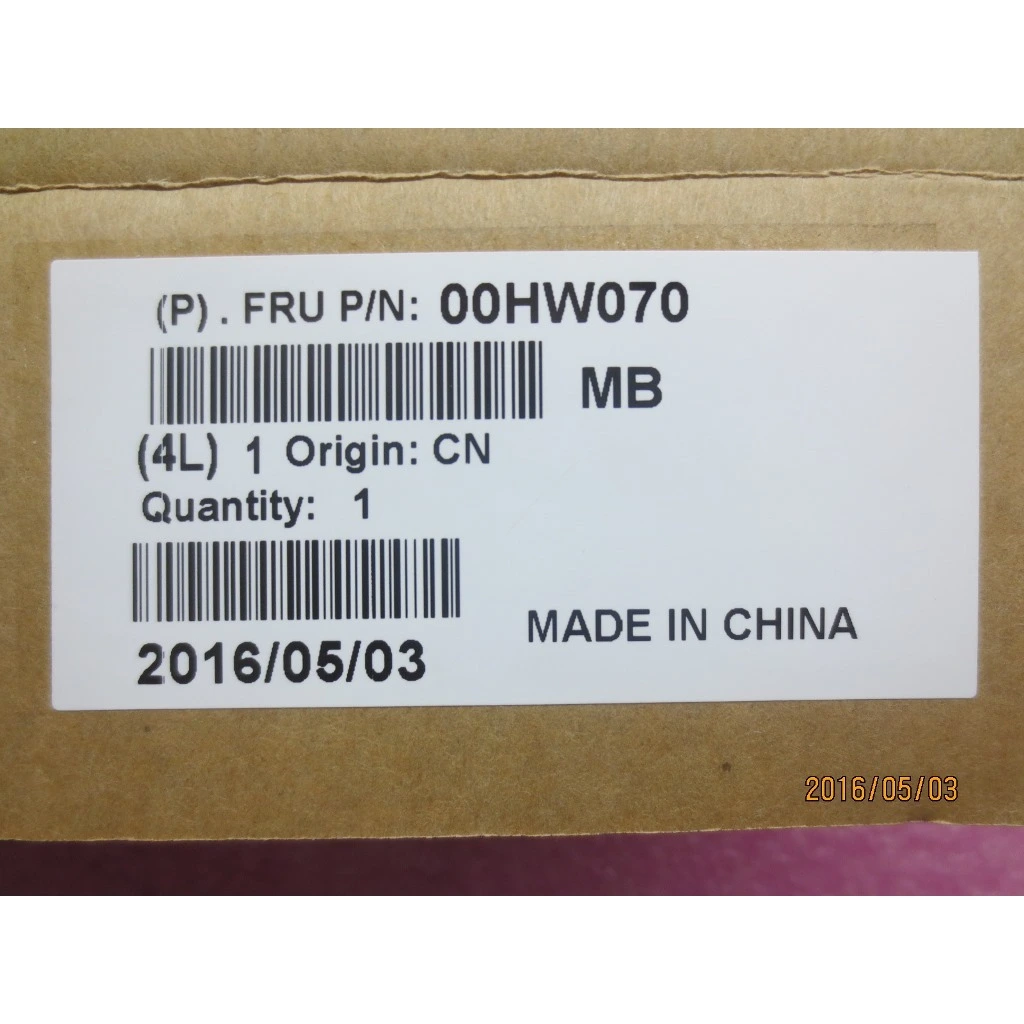 (P) . FRU P/N: 00HW070
MB
(4L) 1 Origin: CN
Quantity: 1
2016/05/03
MADE IN CHINA
2016/05/03